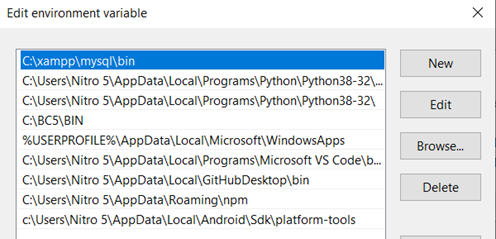 Edit environment variable
C:\xampp\mysql\bin
New
C:\Users\Nitro 5\AppData\Local\Programs\Python\Python38-32\...
C:\Users\Nitro 5\AppData\Local\Programs\Python\Python38-32\
Edit
C:\BC5\BIN
%USERPROFILE%\AppData\Local\Microsoft\WindowsApps
Browse...
C:\Users\Nitro 5\AppData\Local\Programs\Microsoft VS Code\b...
C:\Users\Nitro 5\AppData\Local\GitHubDesktop\bin
Delete
C:\Users\Nitro 5\AppData\Roaming\npm
c:\Users\Nitro 5\AppData\Local\Android\Sdk\platform-tools